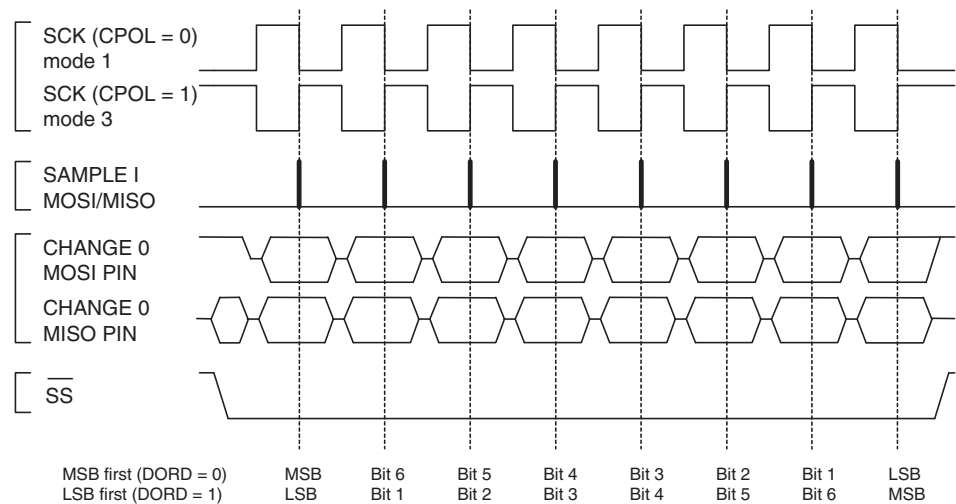 SCK (CPOL = 0)
mode 1
SCK (CPOL = 1)
mode 3
SAMPLE I
MOSI/MISO
CHANGE 0
MOSI PIN
CHANGE 0
MISO PIN
SS
MSB first (DORD = 0) MSB Bit 6 Bit 5 Bit 4 Bit 3 Bit 2 Bit 1 LSB
LSB first (DORD = 1) LSB Bit 1 Bit 2 Bit 3 Bit 4 Bit 5 Bit 6 MSB